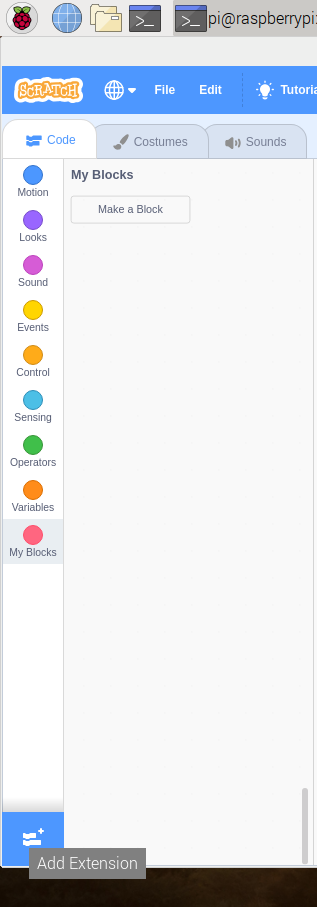 pi@raspberrypi:
SCRATCH File Edit Tutoria
Code Costumes Sounds
My Blocks
Make a Block
Motion
Looks
Sound
Events
Control
Sensing
Operators
Variables
My Blocks
Add Extension